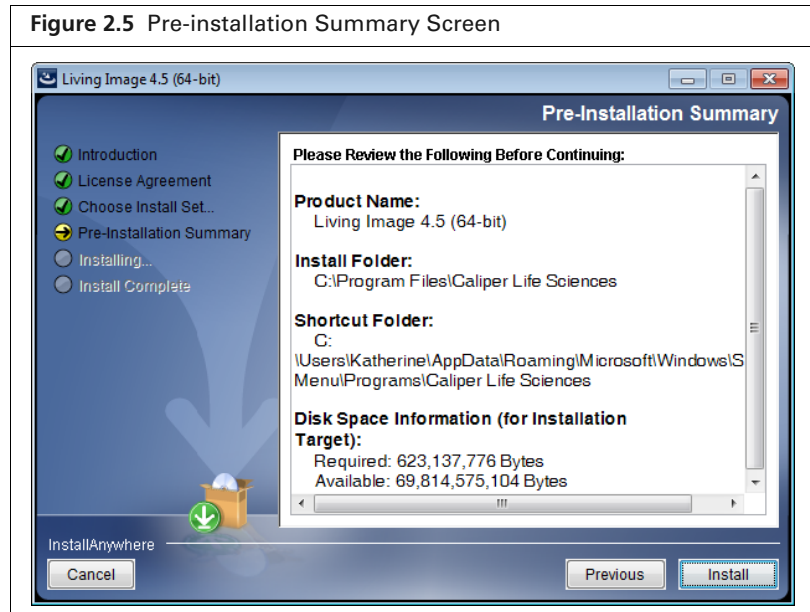 Figure 2.5 Pre-installation Summary Screen
Living Image 4.5 (64-bit)
Pre-Installation Summary
Introduction
License Agreement
Choose Install Set...
Pre-Installation Summary
Installing...
Install Complete
Please Review the Following Before Continuing:
Product Name:
Living Image 4.5 (64-bit)
Install Folder:
C:\Program Files\Caliper Life Sciences
Shortcut Folder:
C:
\Users\Katherine\AppData\Roaming\Microsoft\Windows\S
Menu\Programs\Caliper Life Sciences
Disk Space Information (for Installation
Target):
Required: 623,137,776 Bytes
Available: 69,814,575,104 Bytes
InstallAnywhere
Cancel
Previous
Install